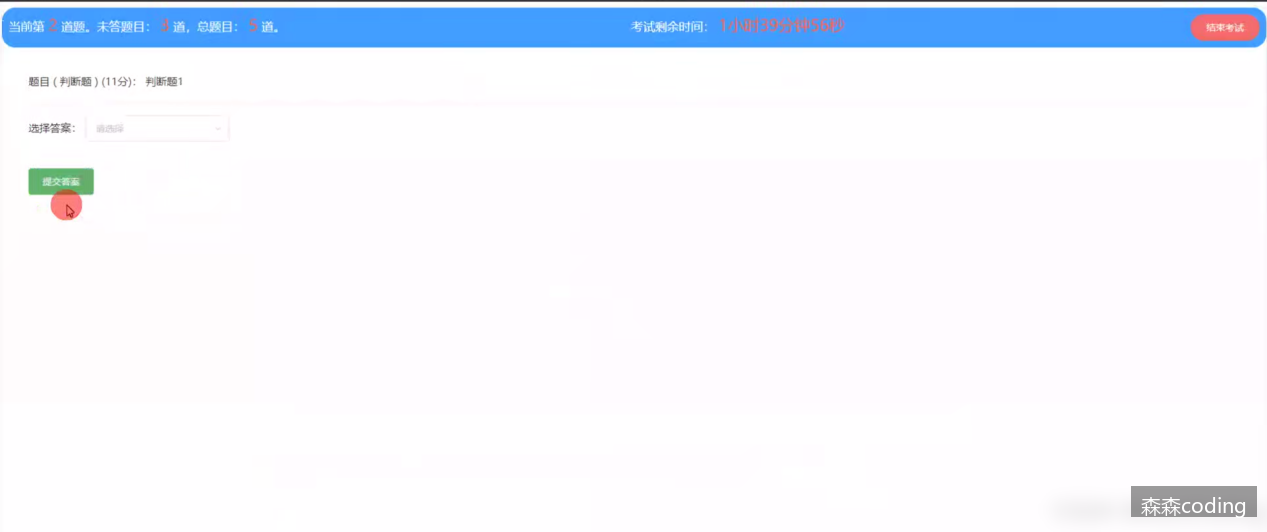 当前第 2 道题。未答题目： 3 道，总题目： 5 道。
考试剩余时间： 1小时39分钟56秒
结束考试
题目 ( 判断题 ) (11分)： 判断题1
选择答案： 请选择
提交答案
森森coding